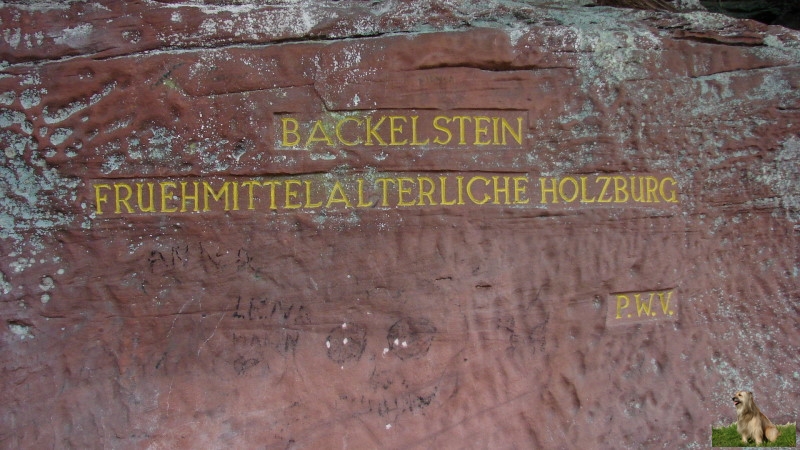 BACKELSTEIN
FRUEHMITTELALTERLICHE HOLZBURG
P.W.V.